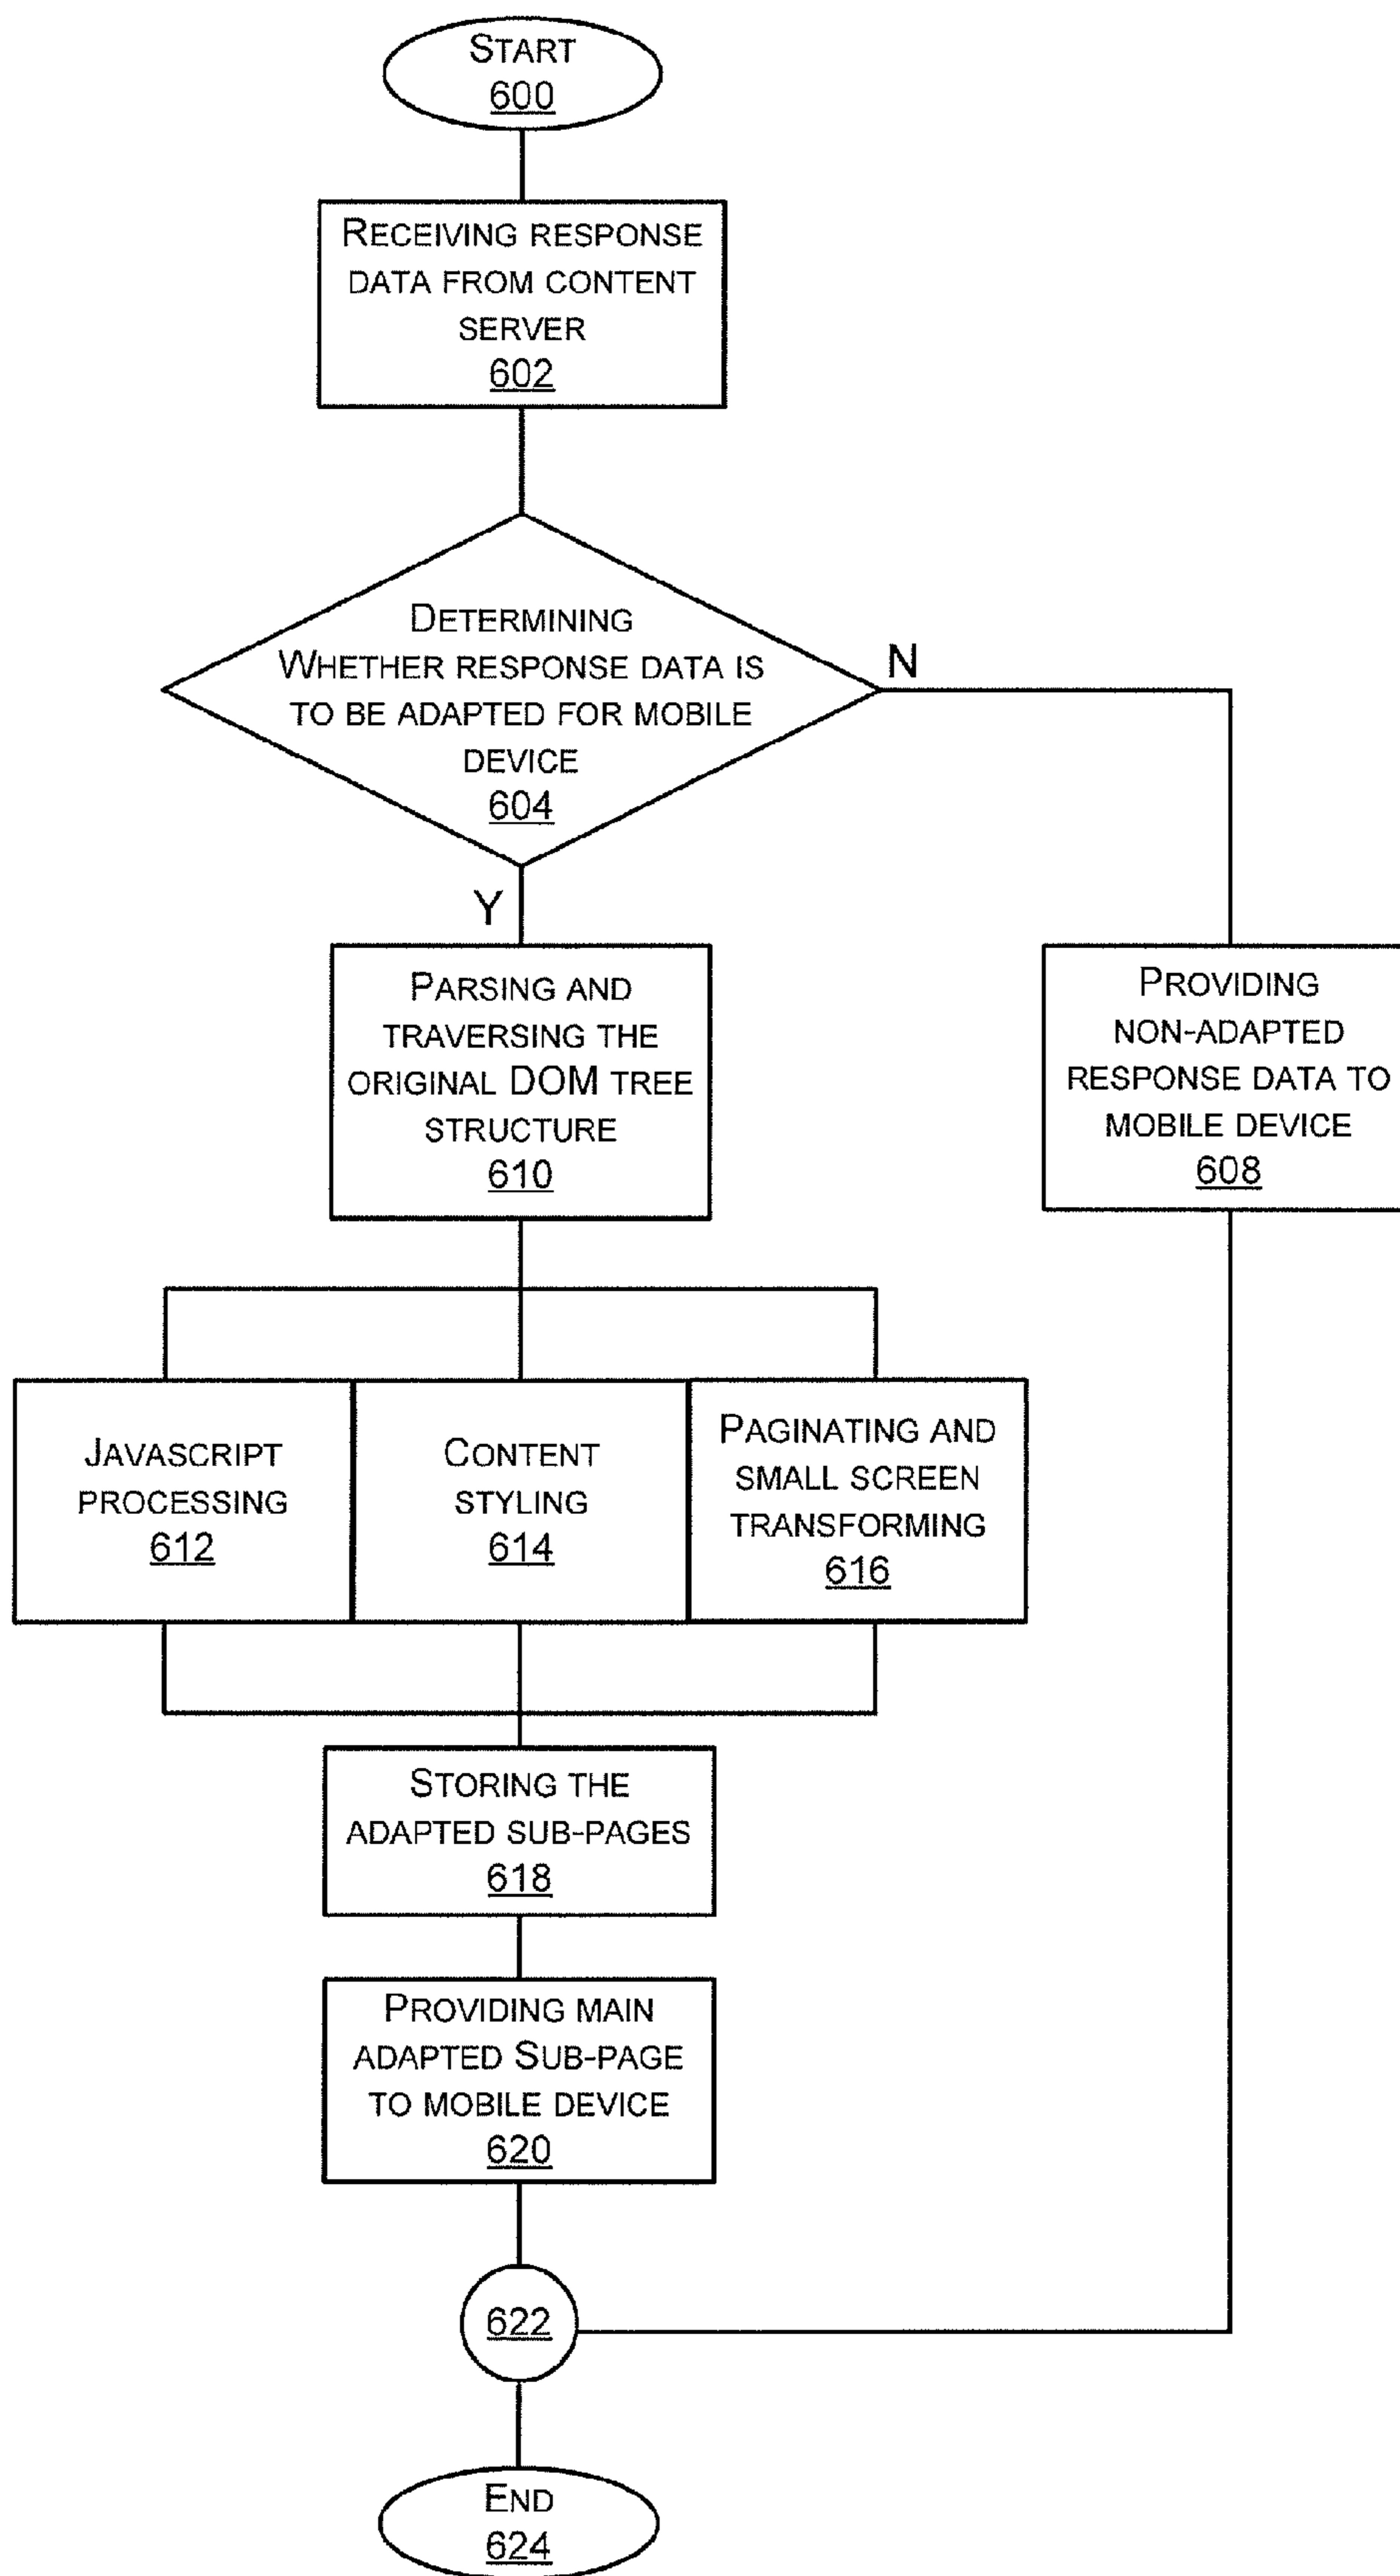 START
600
RECEIVING RESPONSE
DATA FROM CONTENT
SERVER
602
DETERMINING
WHETHER RESPONSE DATA IS
TO BE ADAPTED FOR MOBILE
DEVICE
604
N
Y
PARSING AND
TRAVERSING THE
ORIGINAL DOM TREE
STRUCTURE
610
PROVIDING
NON-ADAPTED
RESPONSE DATA TO
MOBILE DEVICE
608
JAVASCRIPT
PROCESSING
612
CONTENT
STYLING
614
PAGINATING AND
SMALL SCREEN
TRANSFORMING
616
STORING THE
ADAPTED SUB-PAGES
618
PROVIDING MAIN
ADAPTED SUB-PAGE
TO MOBILE DEVICE
620
622
END
624